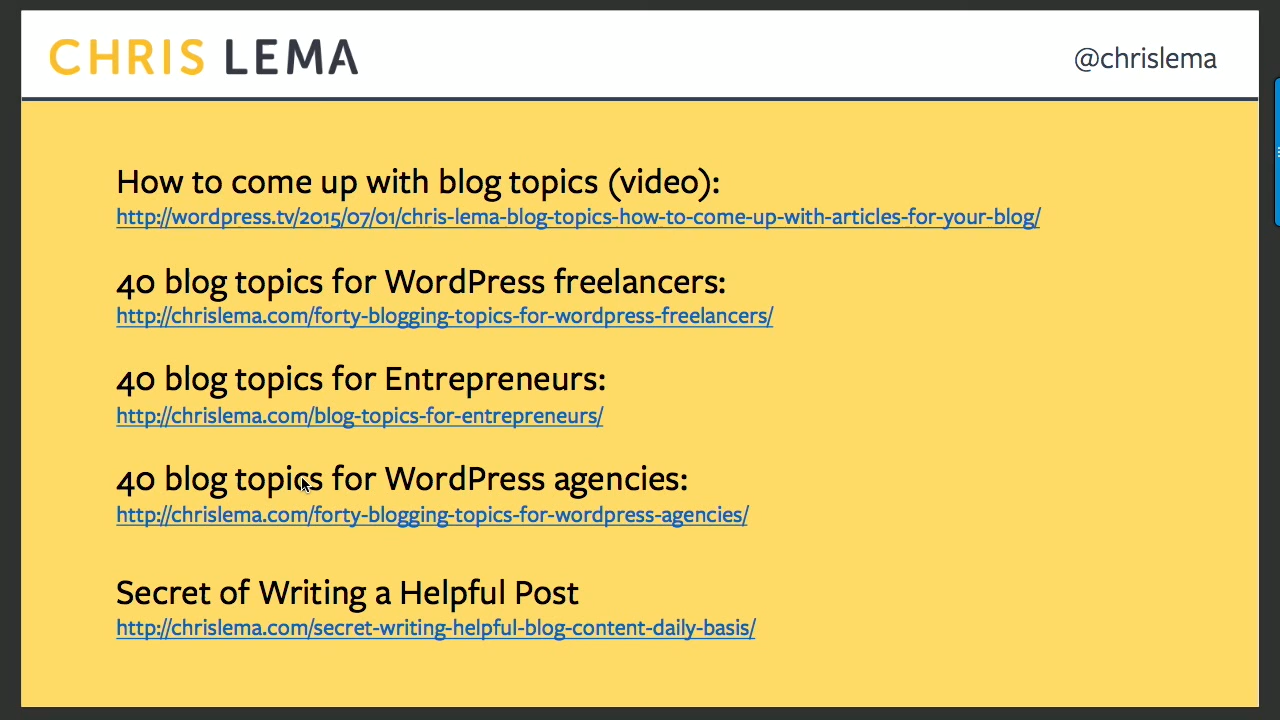 CHRIS LEMA
@chrislema
How to come up with blog topics (video):
http://wordpress.tv/2015/07/01/chris-lema-blog-topics-how-to-come-up-with-articles-for-your-blog/
40 blog topics for WordPress freelancers:
http://chrislema.com/forty-blogging-topics-for-wordpress-freelancers/
40 blog topics for Entrepreneurs:
http://chrislema.com/blog-topics-for-entrepreneurs/
40 blog topics for WordPress agencies:
http://chrislema.com/forty-blogging-topics-for-wordpress-agencies/
Secret of Writing a Helpful Post
http://chrislema.com/secret-writing-helpful-blog-content-daily-basis/